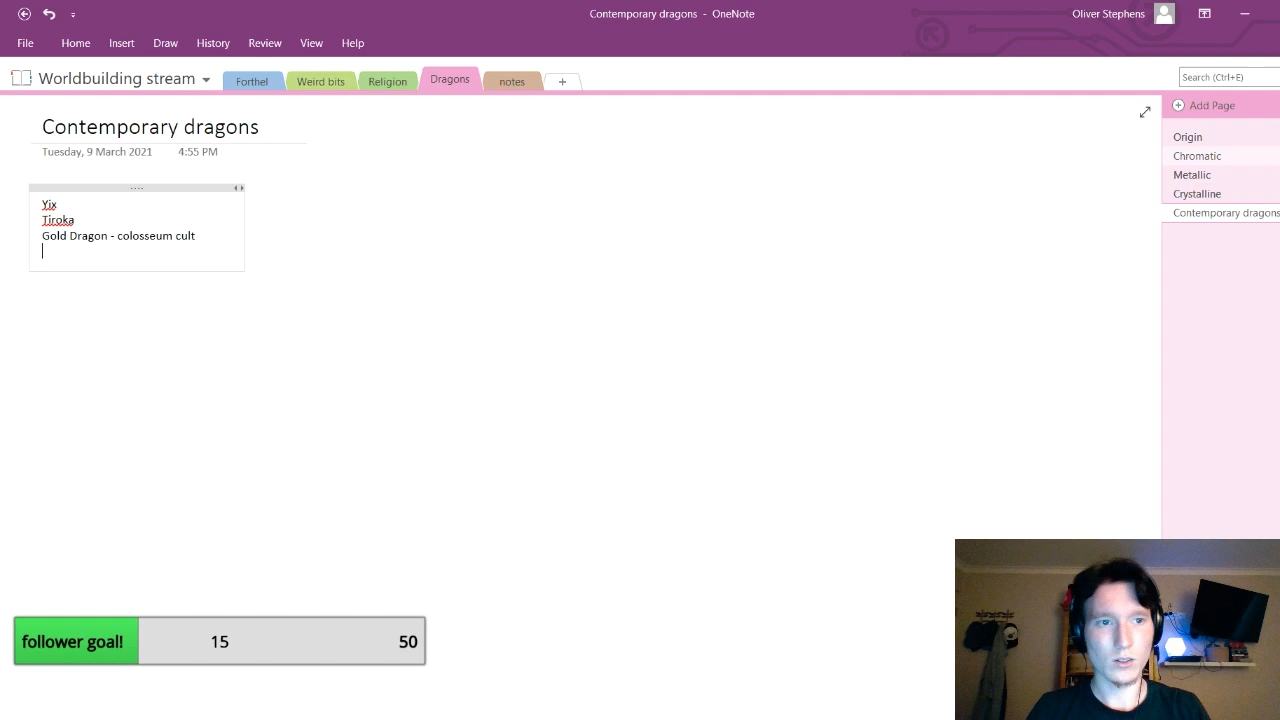 Contemporary dragons - OneNote
Oliver Stephens
File Home Insert Draw History Review View Help
Worldbuilding stream
Forthel Weird bits Religion Dragons notes
Search (Ctrl+E)
Contemporary dragons
Tuesday, 9 March 2021 4:55 PM
Yix
Tiroka
Gold Dragon - colosseum cult
Add Page
Origin
Chromatic
Metallic
Crystalline
Contemporary dragons
follower goal! 15 50